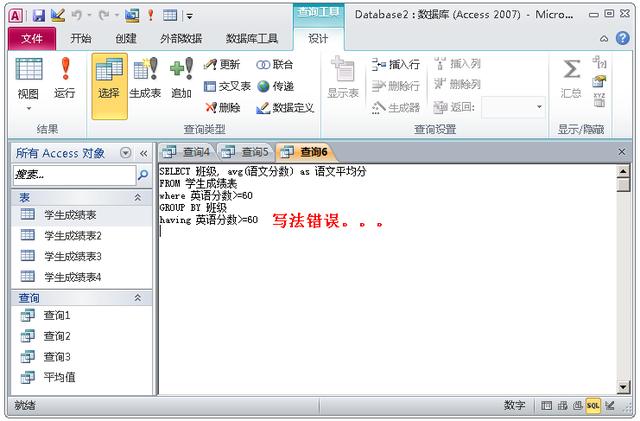 查询工具
Database2 : 数据库 (Access 2007) - Micro...
文件
开始
创建
外部数据
数据库工具
设计
视图
运行
结果
选择
生成表
追加
更新
交叉表
删除
联合
传递
数据定义
查询类型
显示表
插入行
删除行
生成器
插入列
删除列
返回:
查询设置
汇总
显示/隐藏
所有 Access 对象
搜索...
表
学生成绩表
学生成绩表2
学生成绩表3
学生成绩表4
查询
查询1
查询2
查询3
平均值
查询4
查询5
查询6
SELECT 班级, avg(语文分数) as 语文平均分
FROM 学生成绩表
where 英语分数>=60
GROUP BY 班级
having 英语分数>=60 写法错误。。。
就绪
数字
SQL